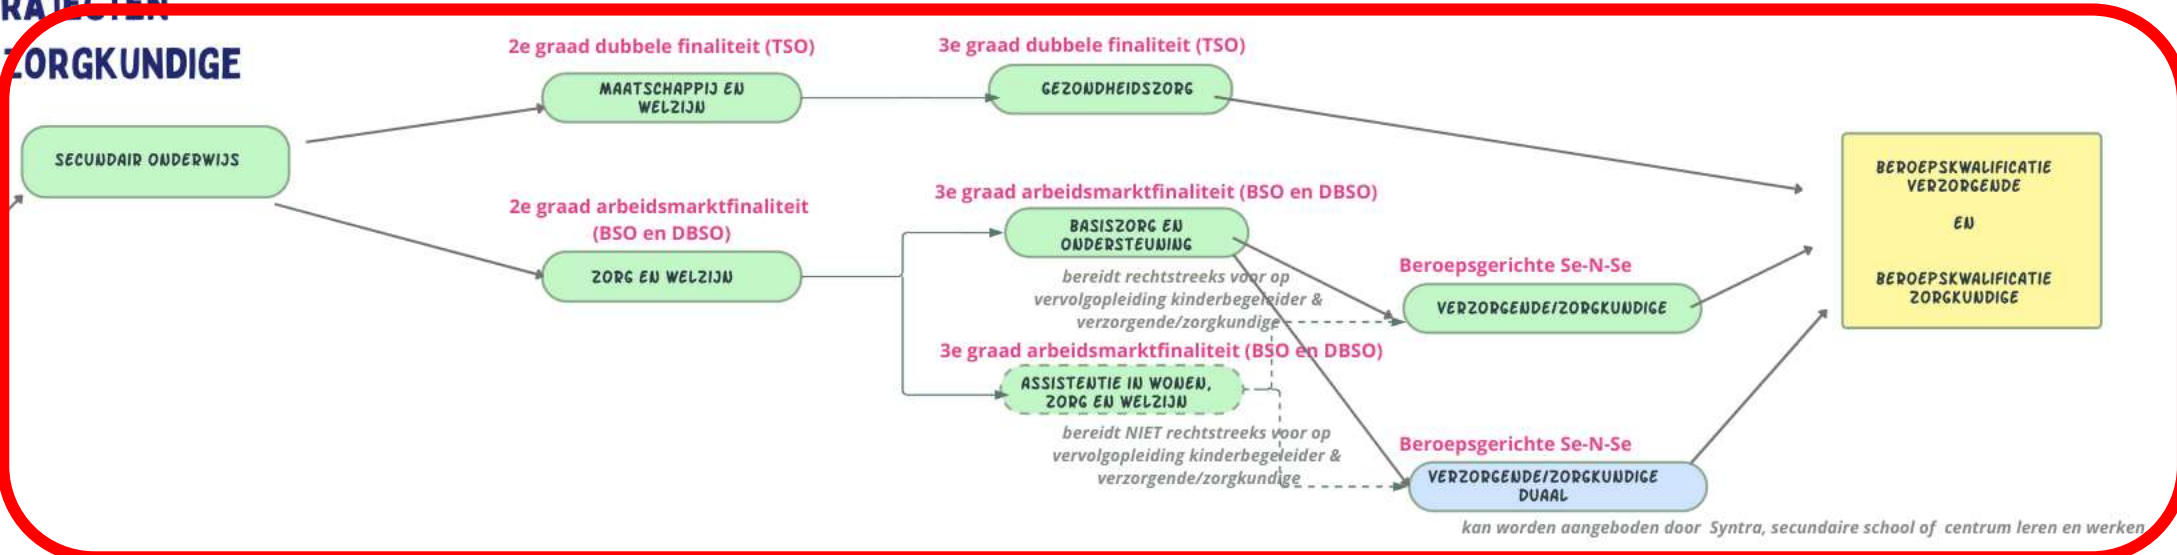 RAJECTEN
ZORGKUNDIGE
2e graad dubbele finaliteit (TSO)
3e graad dubbele finaliteit (TSO)
MAATSCHAPPIJ EN
WELZIJN
GEZONDHEIDSZORG
SECUNDAIR ONDERWIJS
BEROEPSKWALIFICATIE
VERZORGENDE
EN
BEROEPSKWALIFICATIE
ZORGKUNDIGE
2e graad arbeidsmarktfinaliteit
(BSO en DBSO)
ZORG EN WELZIJN
3e graad arbeidsmarktfinaliteit (BSO en DBSO)
BASISZORG EN
ONDERSTEUNING
bereidt rechtstreeks voor op
vervolgopleiding kinderbegeleider &
verzorgende/zorgkundige
Beroepsgerichte Se-N-Se
VERZORGENDE/ZORGKUNDIGE
3e graad arbeidsmarktfinaliteit (BSO en DBSO)
ASSISTENTIE IN WONEN,
ZORG EN WELZIJN
bereidt NIET rechtstreeks voor op
vervolgopleiding kinderbegeleider &
verzorgende/zorgkundige
Beroepsgerichte Se-N-Se
VERZORGENDE/ZORGKUNDIGE
DUAAL
kan worden aangeboden door Syntra, secundaire school of centrum leren en werken